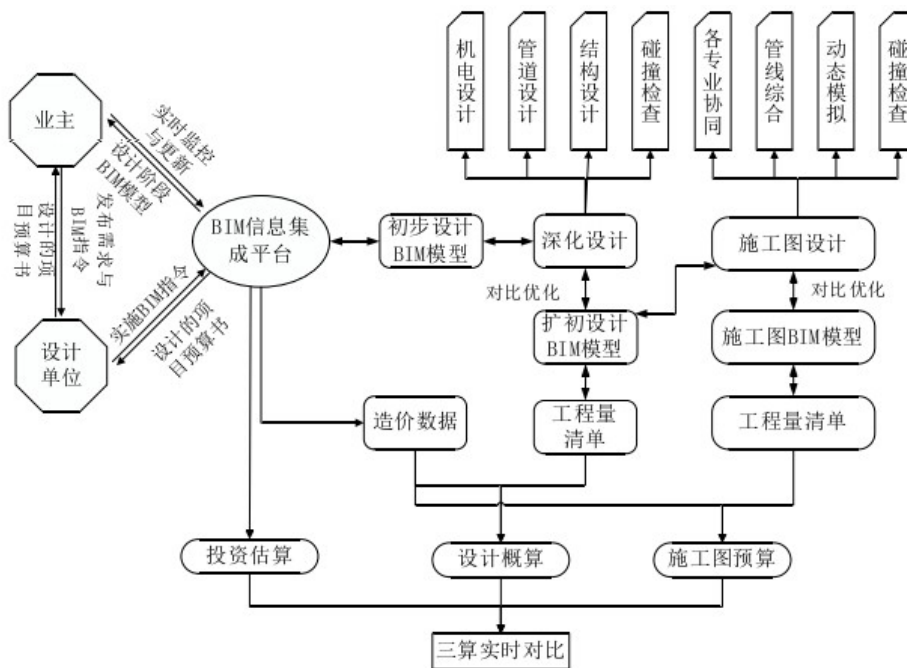 机电设计
管道设计
结构设计
碰撞检查
各专业协同
管线综合
动态模拟
碰撞检查
业主
实时监控
与更新
设计阶段
BIM模型
发布需求与
BIM指令
设计的项
目预算书
BIM信息集
成平台
初步设计
BIM模型
深化设计
施工图设计
对比优化
对比优化
实施BIM指令
设计的项
目预算书
设计
单位
扩初设计
BIM模型
施工图BIM模型
造价数据
工程量
清单
工程量清单
投资估算
设计概算
施工图预算
三算实时对比